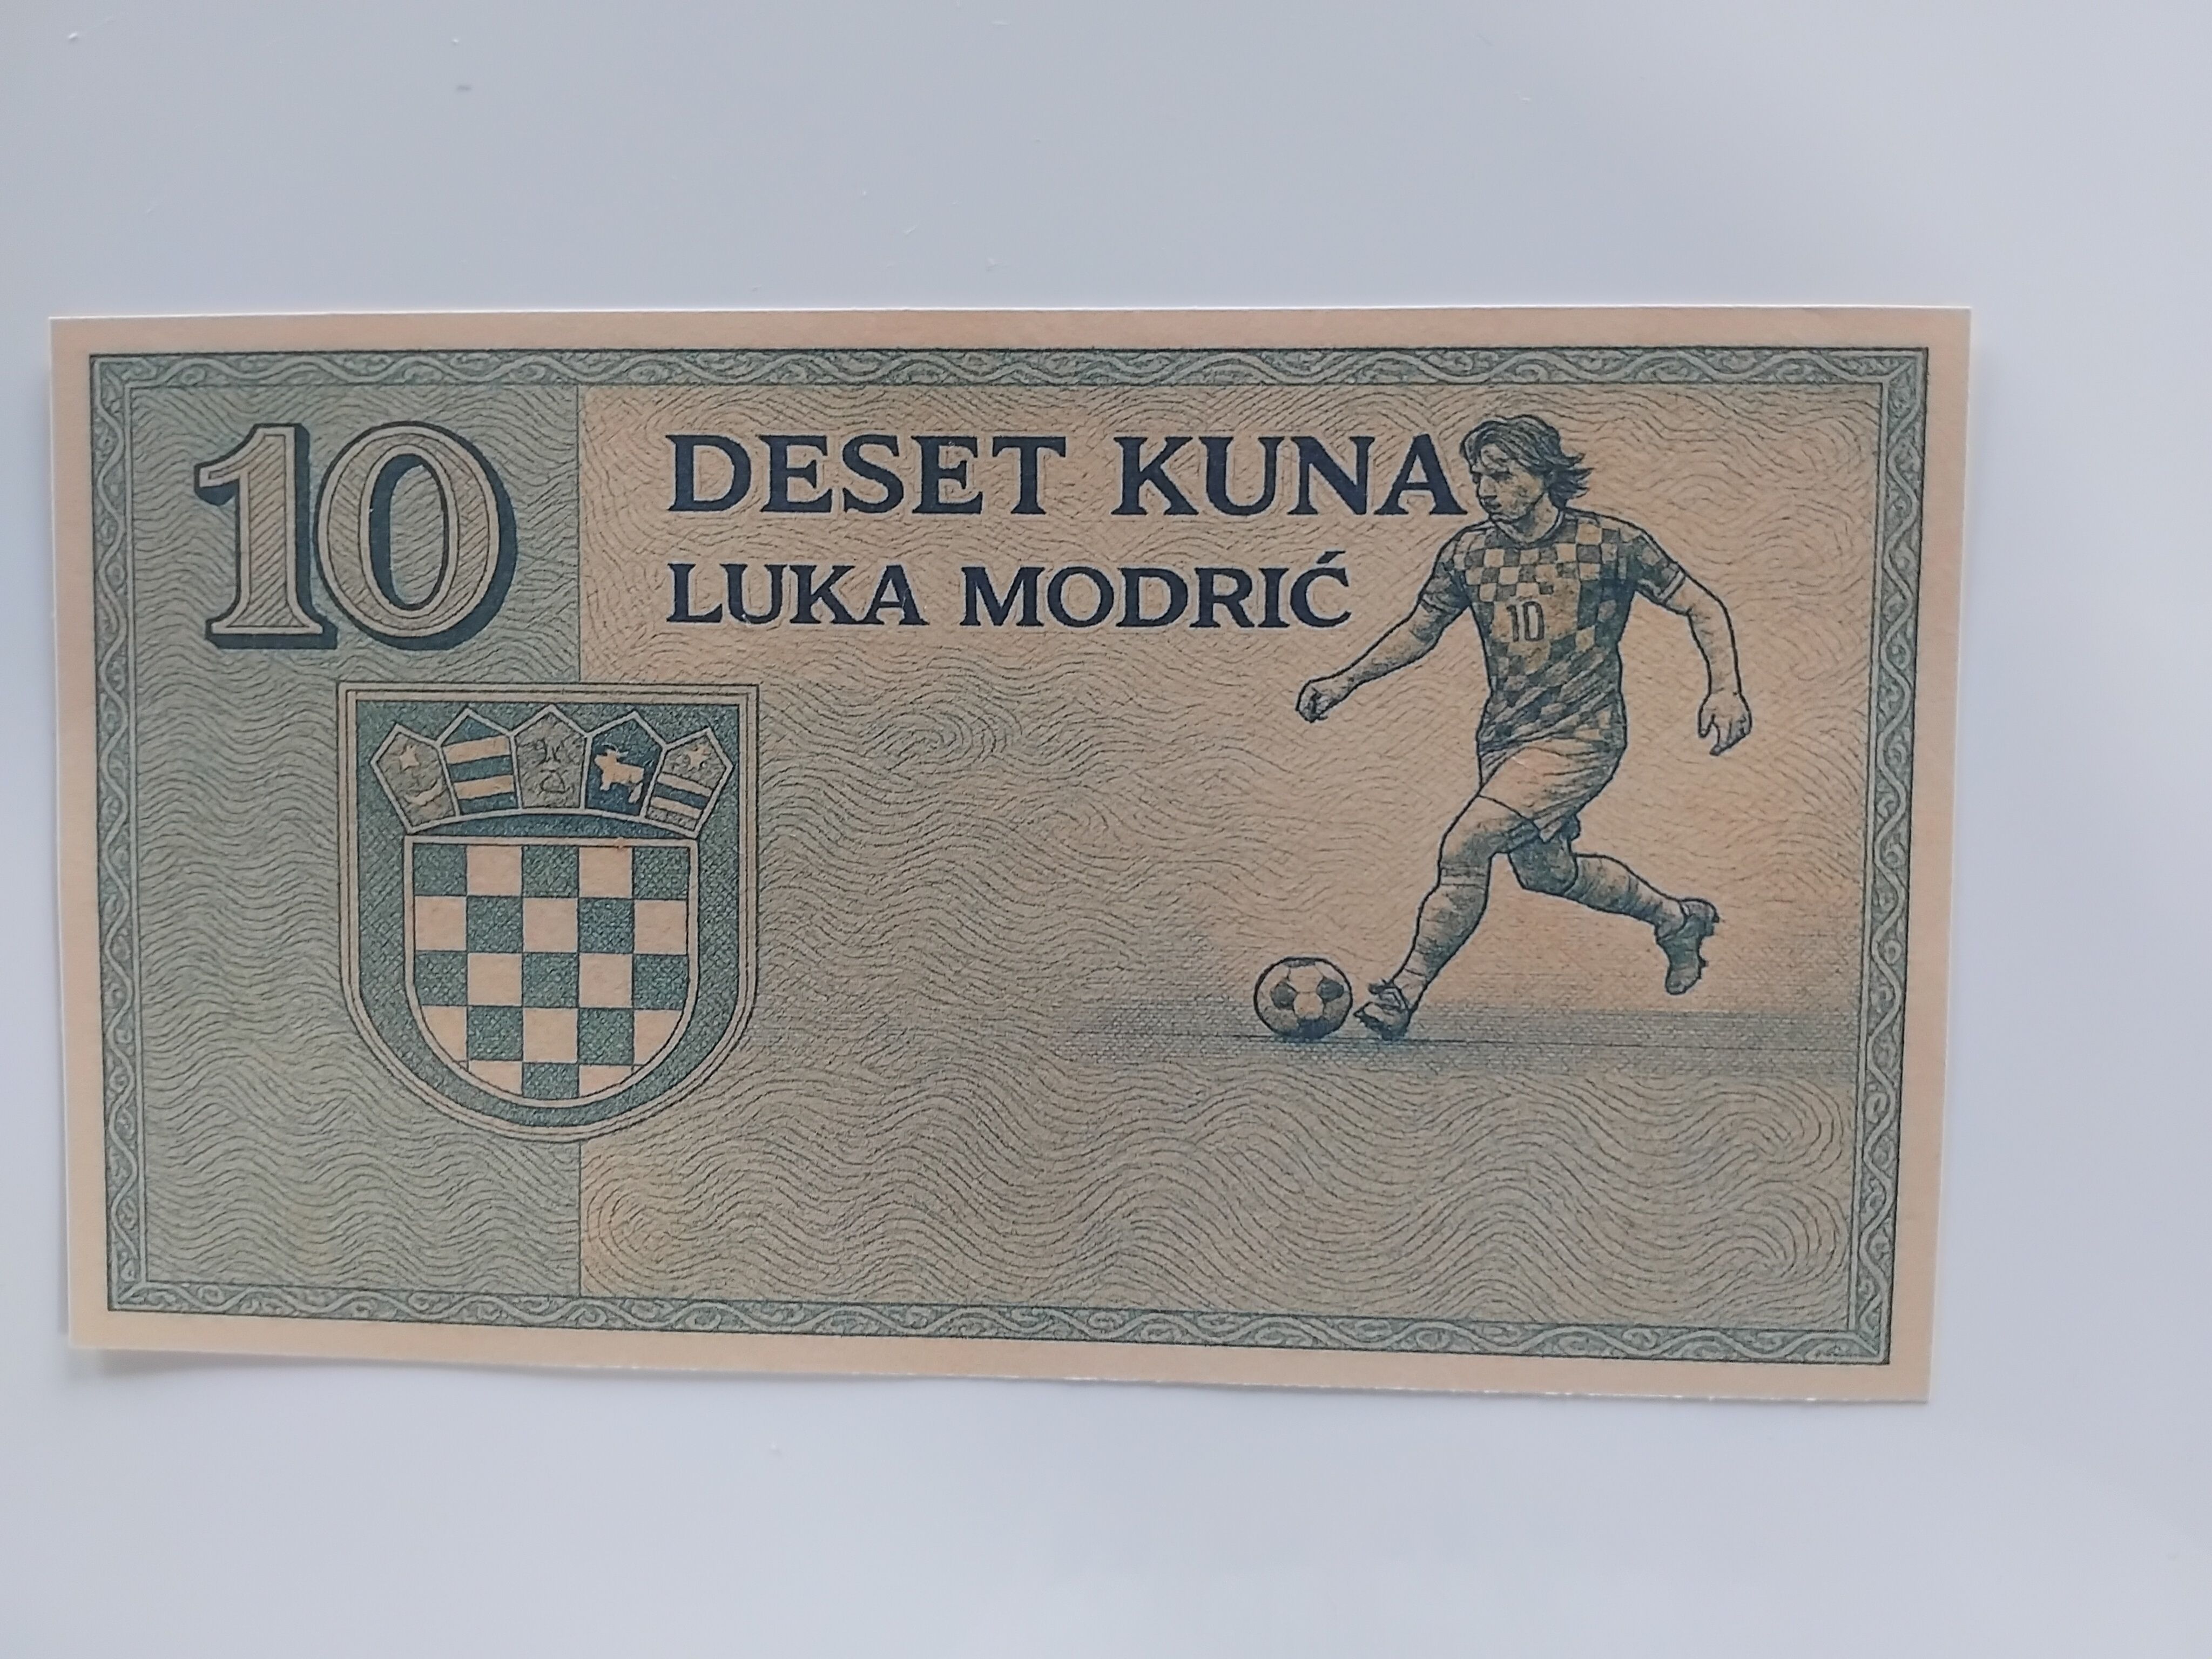 10
DESET KUNA
LUKA MODRIĆ
10